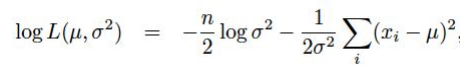 log L(μ, σ²) = −n/2 log σ² − 1/2σ² ∑ᵢ (xᵢ − μ)²,